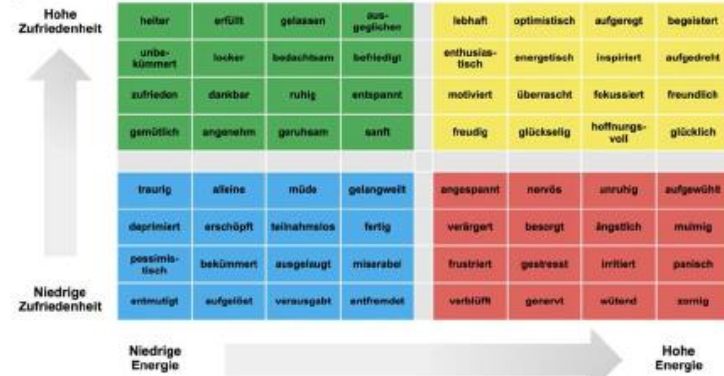 Hohe
Zufriedenheit
heiter erfüllt gelassen aus-
geglichen lebhaft optimistisch aufgeregt begeistert
unbe-
kümmert locker bedachtsam befriedigt enthusias-
tisch energetisch inspiriert aufgedreht
zufrieden dankbar ruhig entspannt motiviert überrascht fokussiert freundlich
gemütlich angenehm geruhsam sanft freudig glückselig hoffnungs-
voll glücklich
traurig alleine müde gelangweilt angespannt nervös unruhig aufgewühlt
deprimiert erschöpft teilnahmslos fertig verärgert besorgt ängstlich mulmig
pessimis-
tisch bekümmert ausgelaugt miserabel frustriert gestresst irritiert panisch
Niedrige
Zufriedenheit
entmutigt aufgelöst verausgabt entfremdet verblüfft genervt wütend zornig
Niedrige
Energie
Hohe
Energie